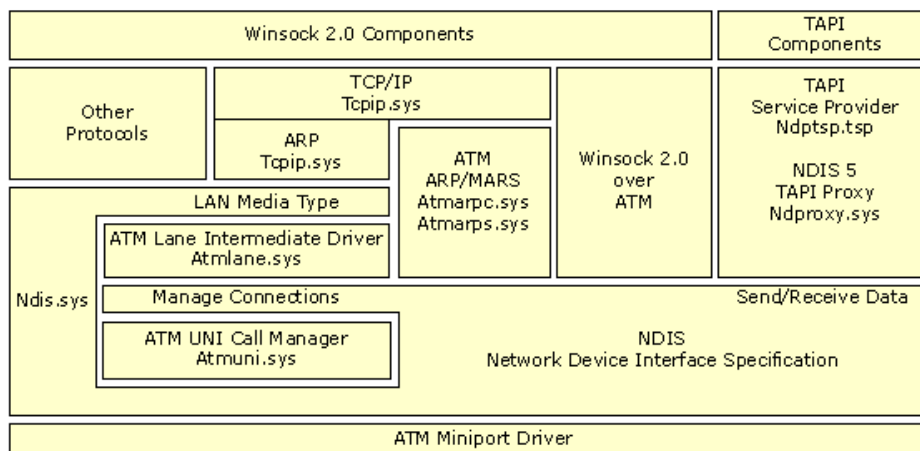 Winsock 2.0 Components
TAPI
Components
Other
Protocols
TCP/IP
Tcpip.sys
ARP
Tcpip.sys
ATM
ARP/MARS
Atmarpc.sys
Atmarps.sys
Winsock 2.0
over
ATM
TAPI
Service Provider
Ndptsp.tsp
NDIS 5
TAPI Proxy
Ndproxy.sys
LAN Media Type
ATM Lane Intermediate Driver
Atmlane.sys
Ndis.sys
Manage Connections
Send/Receive Data
ATM UNI Call Manager
Atmuni.sys
NDIS
Network Device Interface Specification
ATM Miniport Driver